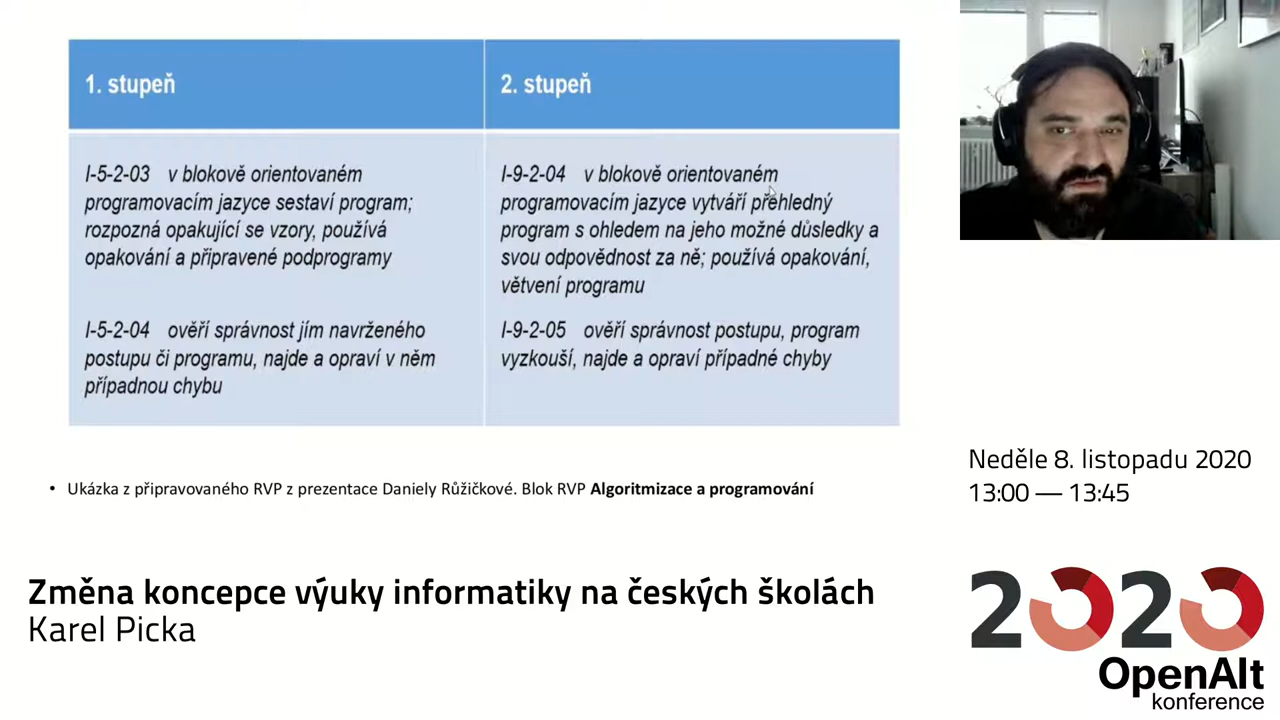 1. stupeň
2. stupeň
I-5-2-03 v blokově orientovaném
programovacím jazyce sestaví program;
rozpozná opakující se vzory, používá
opakování a připravené podprogramy
I-5-2-04 ověří správnost jím navrženého
postupu či programu, najde a opraví v něm
případnou chybu
I-9-2-04 v blokově orientovaném
programovacím jazyce vytváří přehledný
program s ohledem na jeho možné důsledky a
svou odpovědnost za ně; používá opakování,
větvení programu
I-9-2-05 ověří správnost postupu, program
vyzkouší, najde a opraví případné chyby
• Ukázka z připravovaného RVP z prezentace Daniely Růžičkové. Blok RVP Algoritmizace a programování
Neděle 8. listopadu 2020
13:00 — 13:45
Změna koncepce výuky informatiky na českých školách
Karel Picka
2020
OpenAlt
konference